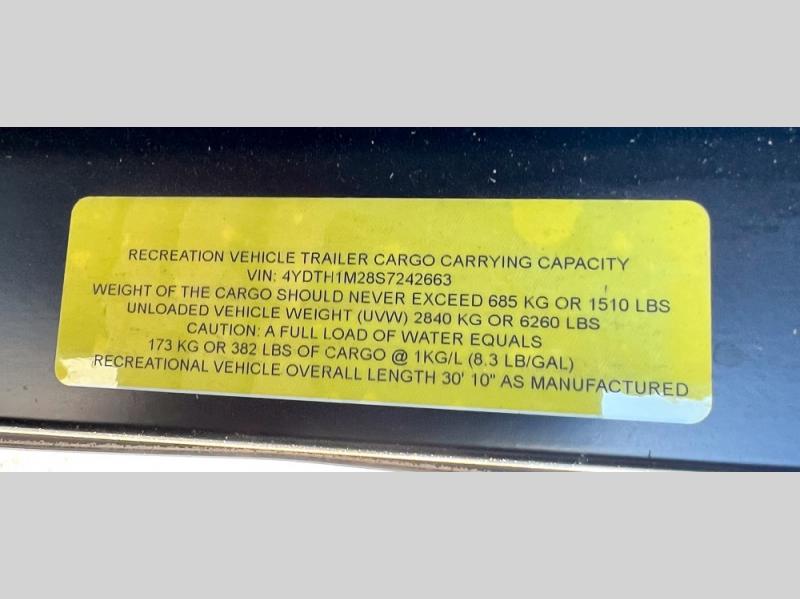 RECREATION VEHICLE TRAILER CARGO CARRYING CAPACITY
VIN: 4YDTH1M28S7242663
WEIGHT OF THE CARGO SHOULD NEVER EXCEED 685 KG OR 1510 LBS
UNLOADED VEHICLE WEIGHT (UVW) 2840 KG OR 6260 LBS
CAUTION: A FULL LOAD OF WATER EQUALS
173 KG OR 382 LBS OF CARGO @ 1KG/L (8.3 LB/GAL)
RECREATIONAL VEHICLE OVERALL LENGTH 30' 10" AS MANUFACTURED